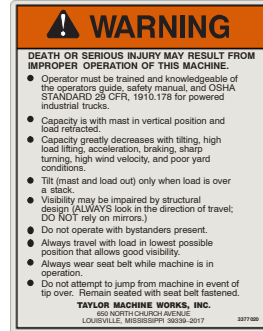 WARNING
DEATH OR SERIOUS INJURY MAY RESULT FROM
IMPROPER OPERATION OF THIS MACHINE.
● Operator must be trained and knowledgeable of
the operators guide, safety manual, and OSHA
STANDARD 29 CFR, 1910.178 for powered
industrial trucks.
● Capacity is with mast in vertical position and
load retracted.
● Capacity greatly decreases with tilting, high
load lifting, acceleration, braking, sharp
turning, high wind velocity, and poor yard
conditions.
● Tilt (mast and load out) only when load is over
a stack.
● Visibility may be impaired by structural
design (ALWAYS look in the direction of travel;
DO NOT rely on mirrors.)
● Do not operate with bystanders present.
● Always travel with load in lowest possible
position that allows good visibility.
● Always wear seat belt while machine is in
operation.
● Do not attempt to jump from machine in event of
tip over. Remain seated with seat belt fastened.
TAYLOR MACHINE WORKS, INC.
650 NORTH CHURCH AVENUE
LOUISVILLE, MISSISSIPPI 39339–2017
3377 020